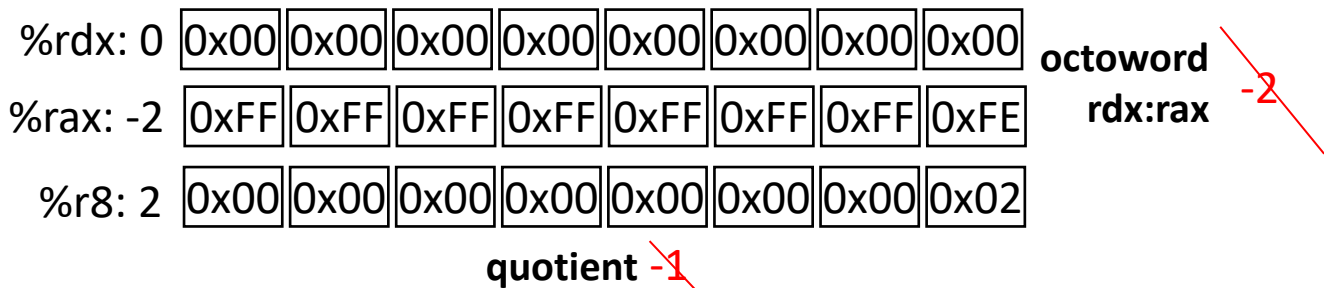 %rdx: 0 0x00 0x00 0x00 0x00 0x00 0x00 0x00 0x00
octoword -2
%rax: -2 0xFF 0xFF 0xFF 0xFF 0xFF 0xFF 0xFF 0xFE
rdx:rax
%r8: 2 0x00 0x00 0x00 0x00 0x00 0x00 0x00 0x02
quotient -1